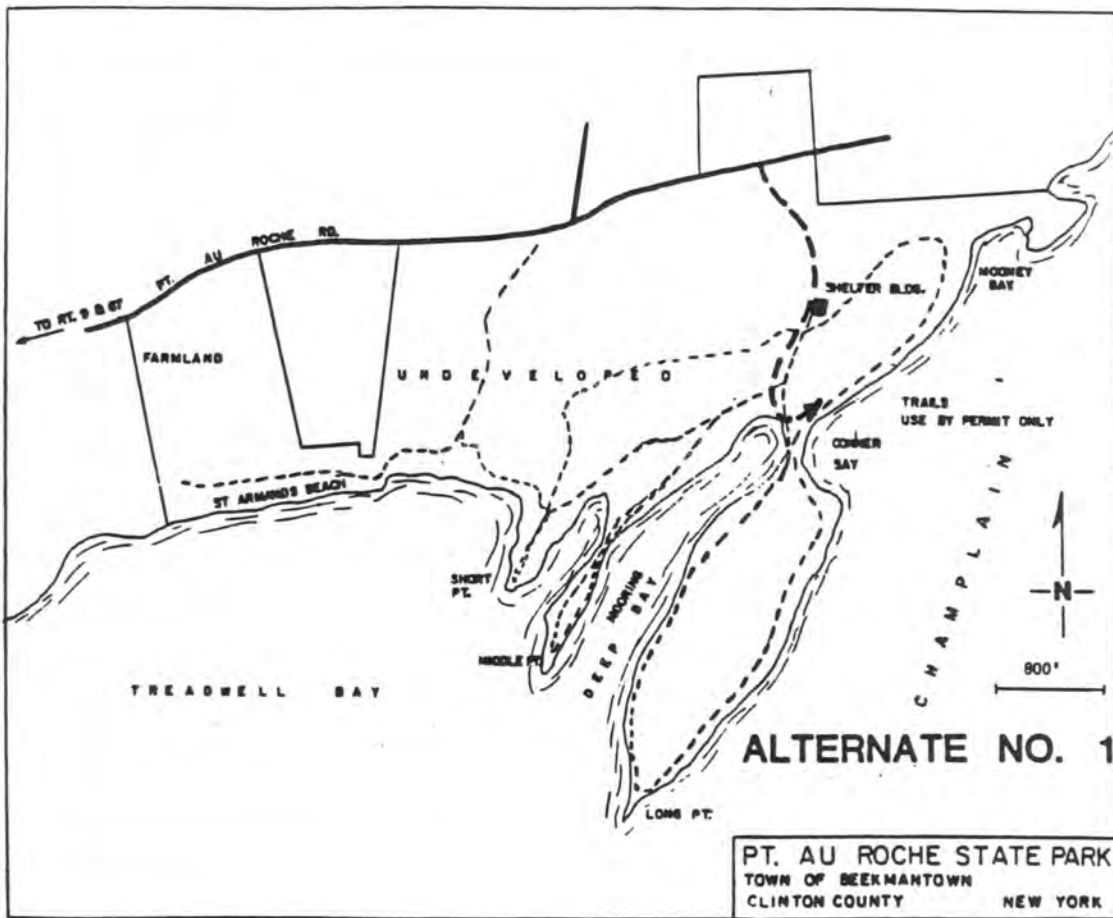 PT. AU ROCHE RD.
TO RT. 9 & 87
FARMLAND
UNDEVELOPED
SHELTER BLDG.
MOONEY
BAY
TRAILS
USE BY PERMIT ONLY
CONNER
BAY
ST ARMANDS BEACH
SHORT
PT.
MIDDLE PT.
DEEP MOORING BAY
TREADWELL BAY
LONG PT.
CHAMPLAIN
N
800'
ALTERNATE NO. 1
PT. AU ROCHE STATE PARK
TOWN OF BEEKMANTOWN
CLINTON COUNTY NEW YORK